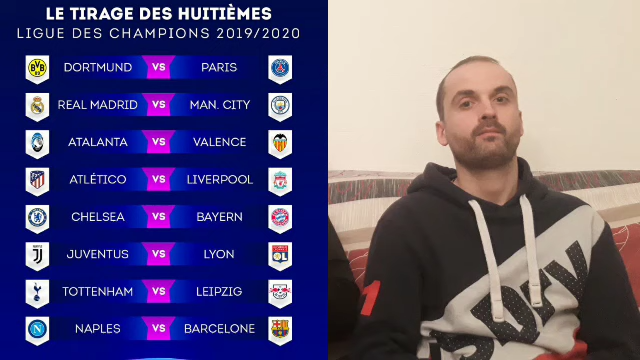 LE TIRAGE DES HUITIÈMES
LIGUE DES CHAMPIONS 2019/2020
DORTMUND VS PARIS
REAL MADRID VS MAN. CITY
ATALANTA VS VALENCE
ATLÉTICO VS LIVERPOOL
CHELSEA VS BAYERN
JUVENTUS VS LYON
TOTTENHAM VS LEIPZIG
NAPLES VS BARCELONE
1